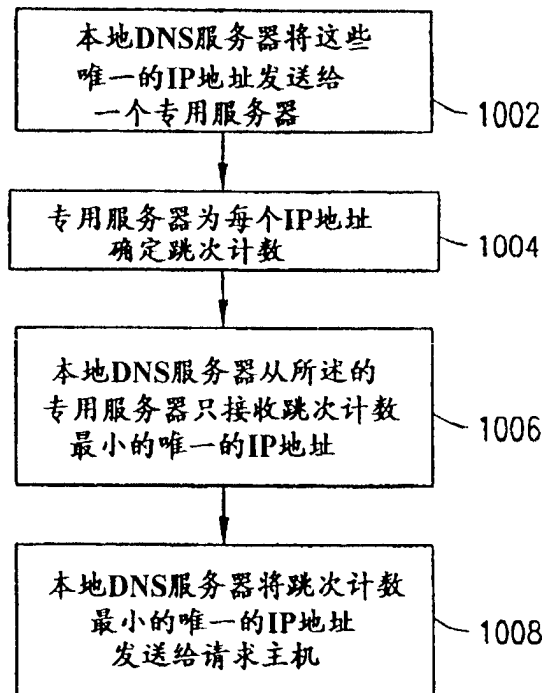 本地DNS服务器将这些
唯一的IP地址发送给
一个专用服务器
1002
专用服务器为每个IP地址
确定跳次计数
1004
本地DNS服务器从所述的
专用服务器只接收跳次计数
最小的唯一的IP地址
1006
本地DNS服务器将跳次计数
最小的唯一的IP地址
发送给请求主机
1008